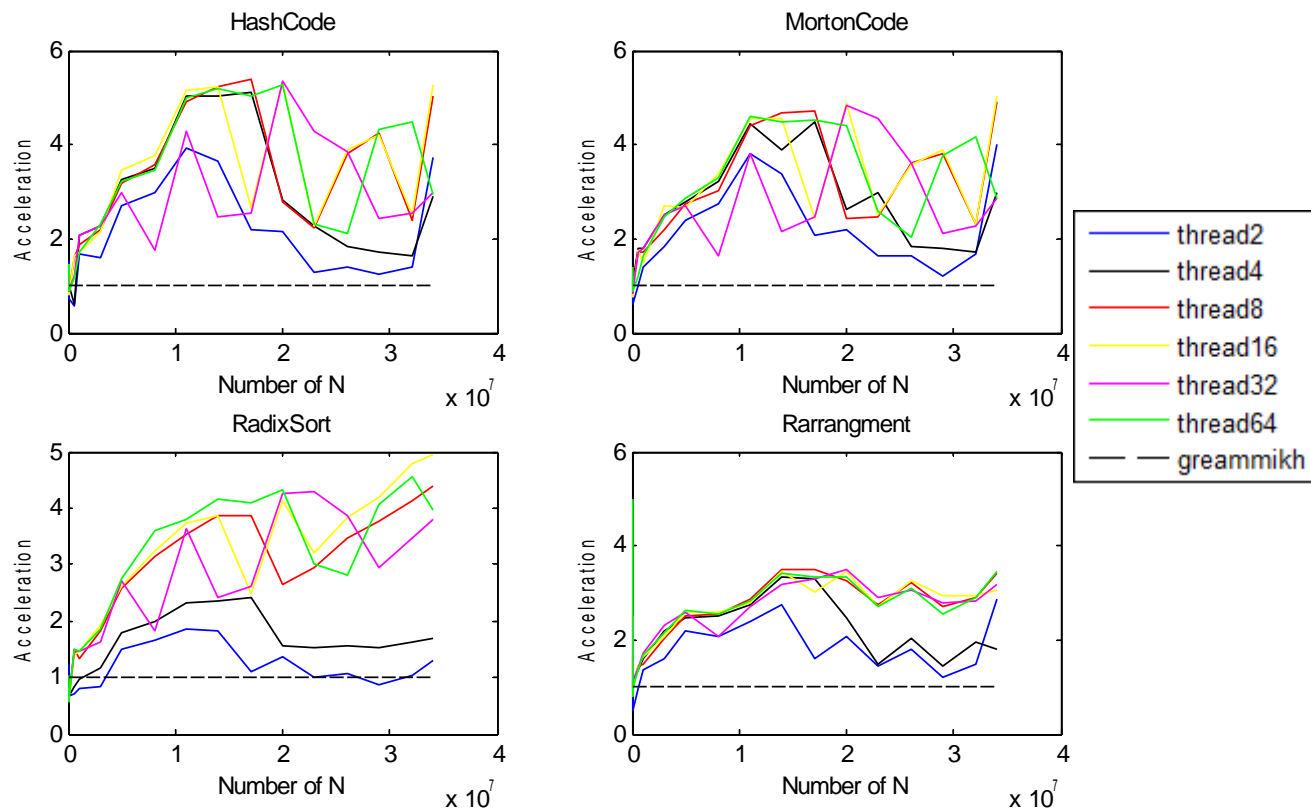 HashCode
Acceleration
6
4
2
0
0 1 2 3 4
Number of N
x 10^7
MortonCode
Acceleration
6
4
2
0
0 1 2 3 4
Number of N
x 10^7
RadixSort
Acceleration
5
4
3
2
1
0
0 1 2 3 4
Number of N
x 10^7
Rarrangment
Acceleration
6
4
2
0
0 1 2 3 4
Number of N
x 10^7
thread2
thread4
thread8
thread16
thread32
thread64
greammikh